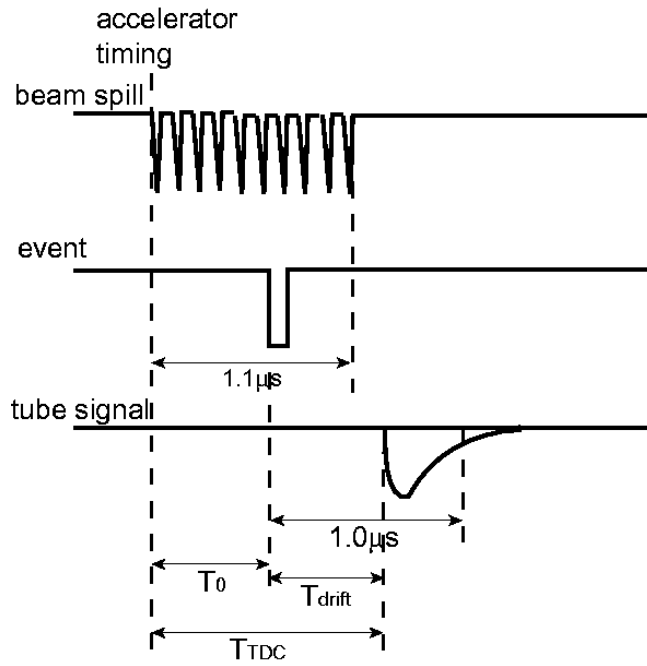 accelerator
timing
beam spill
event
1.1μs
tube signal
1.0μs
T0
Tdrift
TTDC